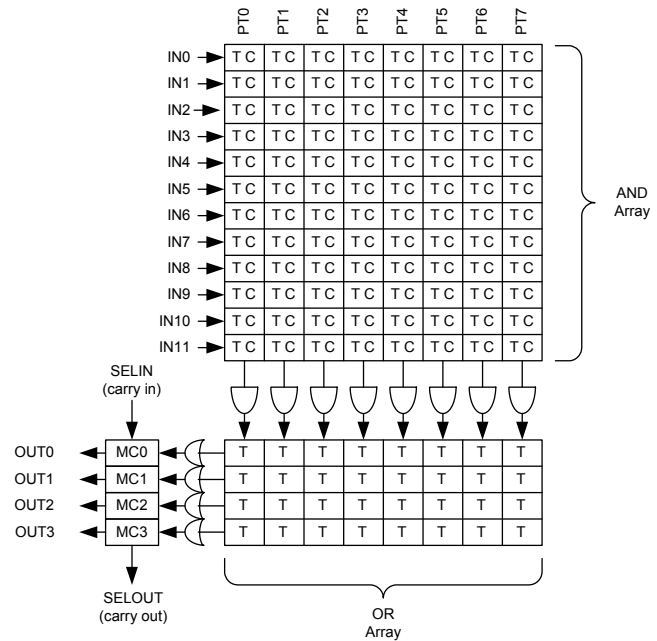 PT0 PT1 PT2 PT3 PT4 PT5 PT6 PT7
IN0 T C T C T C T C T C T C T C T C
IN1 T C T C T C T C T C T C T C T C
IN2 T C T C T C T C T C T C T C T C
IN3 T C T C T C T C T C T C T C T C
IN4 T C T C T C T C T C T C T C T C
IN5 T C T C T C T C T C T C T C T C
IN6 T C T C T C T C T C T C T C T C
IN7 T C T C T C T C T C T C T C T C
IN8 T C T C T C T C T C T C T C T C
IN9 T C T C T C T C T C T C T C T C
IN10 T C T C T C T C T C T C T C T C
IN11 T C T C T C T C T C T C T C T C
AND
Array
SELIN
(carry in)
OUT0 MC0 T T T T T T T T
OUT1 MC1 T T T T T T T T
OUT2 MC2 T T T T T T T T
OUT3 MC3 T T T T T T T T
SELOUT
(carry out)
OR
Array